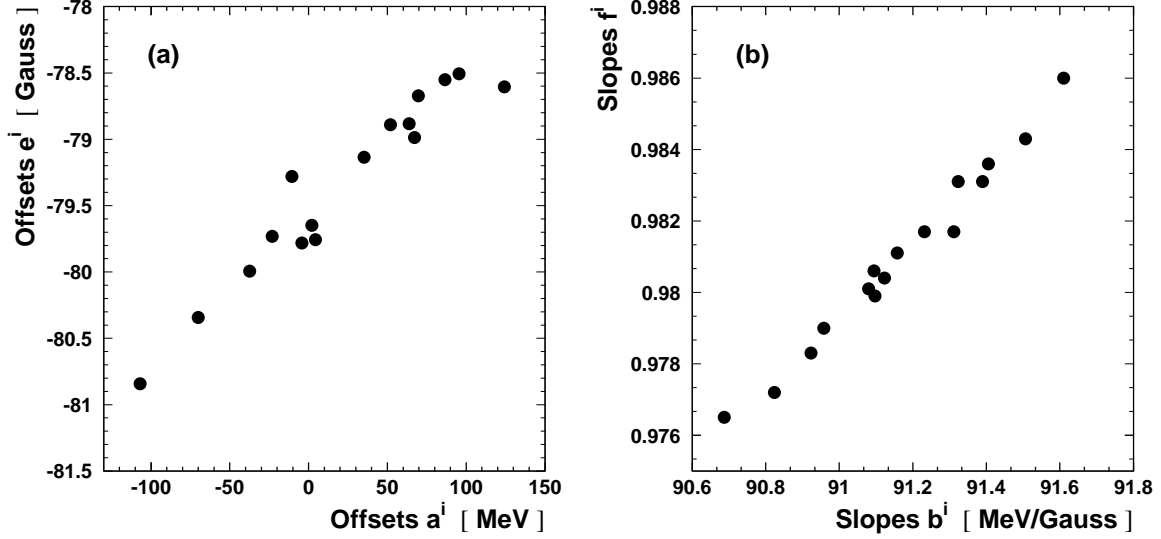 (a)
Offsets e^i [ Gauss ]
-78
-78.5
-79
-79.5
-80
-80.5
-81
-81.5
-100 -50 0 50 100 150
Offsets a^i [ MeV ]
(b)
Slopes f^i
0.988
0.986
0.984
0.982
0.98
0.978
0.976
90.6 90.8 91 91.2 91.4 91.6 91.8
Slopes b^i [ MeV/Gauss ]